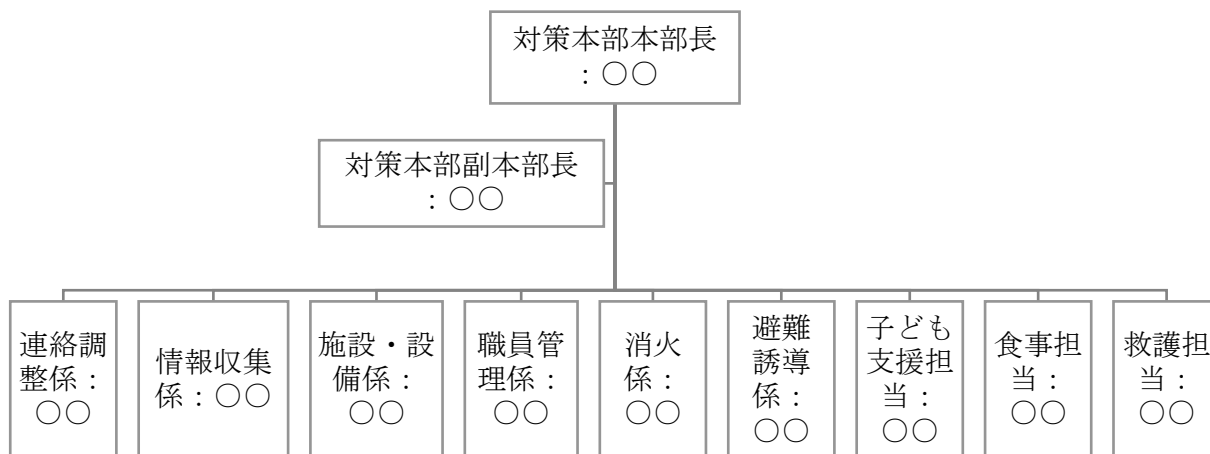 対策本部本部長
：○○
対策本部副本部長
：○○
連絡調
整係：
○○
情報収集
係：○○
施設・設
備係：
○○
職員管
理係：
○○
消火
係：
○○
避難
誘導
係：
○○
子ども
支援担
当：
○○
食事担
当：
○○
救護担
当：
○○